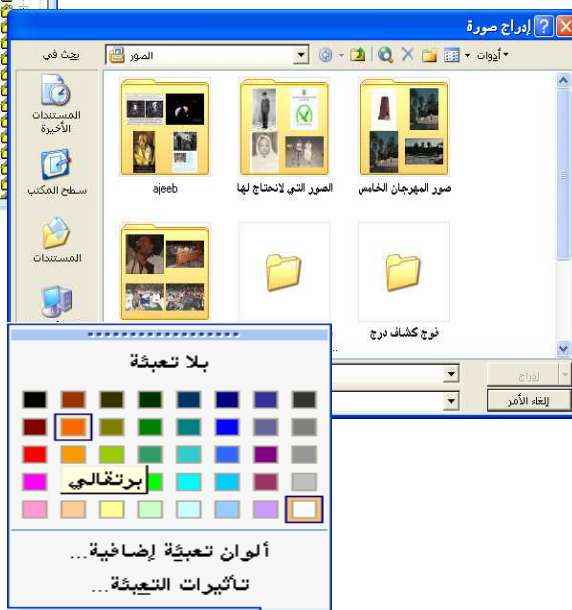 إدراج صورة
بحث في
الصور
أدوات
المستندات
الأخيرة
سطح المكتب
المستندات
صور المهرجان الخامس
الصور التي لانحتاج لها
ajeeb
فوج كشاف درج
إدراج
إلغاء الأمر
بلا تعبئة
برتقالي
ألوان تعبئة إضافية...
تأثيرات التعبئة...